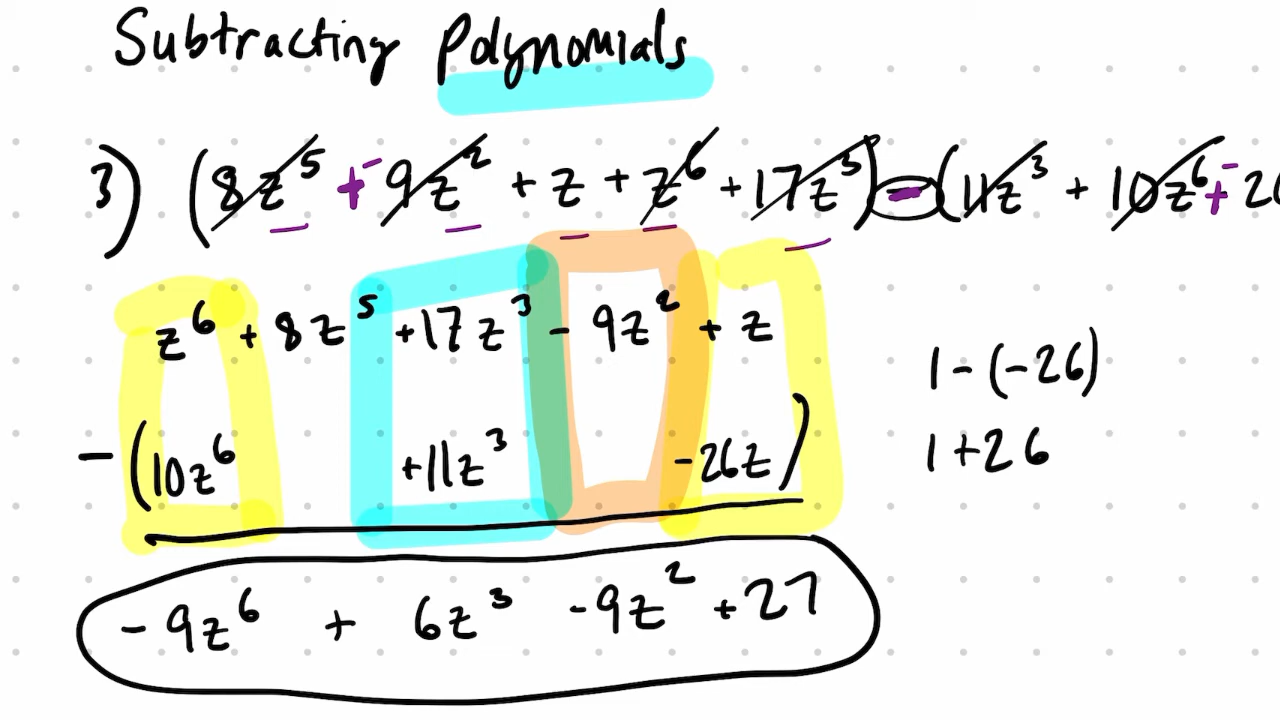 Subtracting Polynomials
3) (8z⁵ + ⁻9z² + z + z⁶ + 17z³) - (11z³ + 10z⁶ + ⁻26
z⁶ + 8z⁵ + 17z³ - 9z² + z
- (10z⁶ + 11z³ - 26z)
- 9z⁶ + 6z³ - 9z² + 27
1 - (-26)
1 + 26